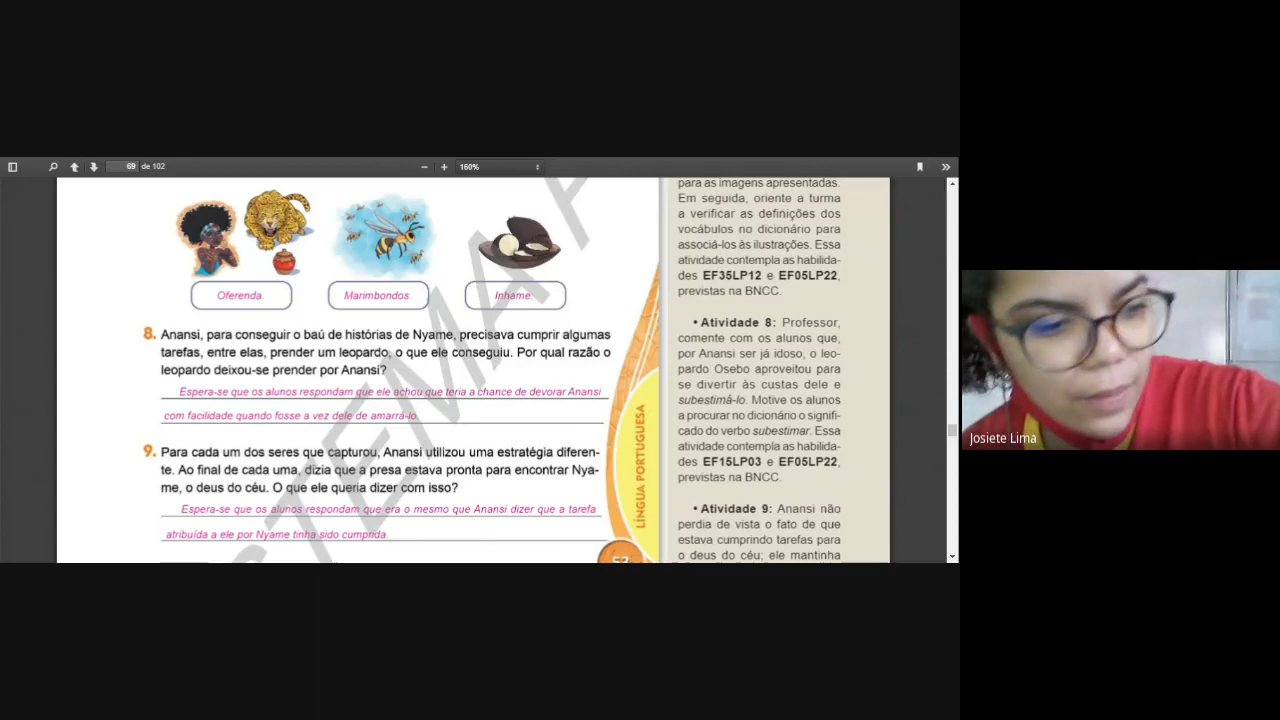 69 de 102
160%
Oferenda.
Marimbondos.
Inhame.
8. Anansi, para conseguir o baú de histórias de Nyame, precisava cumprir algumas
tarefas, entre elas, prender um leopardo, o que ele conseguiu. Por qual razão o
leopardo deixou-se prender por Anansi?
Espera-se que os alunos respondam que ele achou que teria a chance de devorar Anansi
com facilidade quando fosse a vez dele de amarrá-lo.
9. Para cada um dos seres que capturou, Anansi utilizou uma estratégia diferen-
te. Ao final de cada uma, dizia que a presa estava pronta para encontrar Nya-
me, o deus do céu. O que ele queria dizer com isso?
Espera-se que os alunos respondam que era o mesmo que Anansi dizer que a tarefa
atribuída a ele por Nyame tinha sido cumprida.
LÍNGUA PORTUGUESA
53
para as imagens apresentadas.
Em seguida, oriente a turma
a verificar as definições dos
vocábulos no dicionário para
associá-los às ilustrações. Essa
atividade contempla as habilida-
des EF35LP12 e EF05LP22,
previstas na BNCC.
• Atividade 8: Professor,
comente com os alunos que,
por Anansi ser já idoso, o leo-
pardo Osebo aproveitou para
se divertir às custas dele e
subestimá-lo. Motive os alunos
a procurar no dicionário o signifi-
cado do verbo subestimar. Essa
atividade contempla as habilida-
des EF15LP03 e EF05LP22,
previstas na BNCC.
• Atividade 9: Anansi não
perdia de vista o fato de que
estava cumprindo tarefas para
o deus do céu; ele mantinha
Josiete Lima